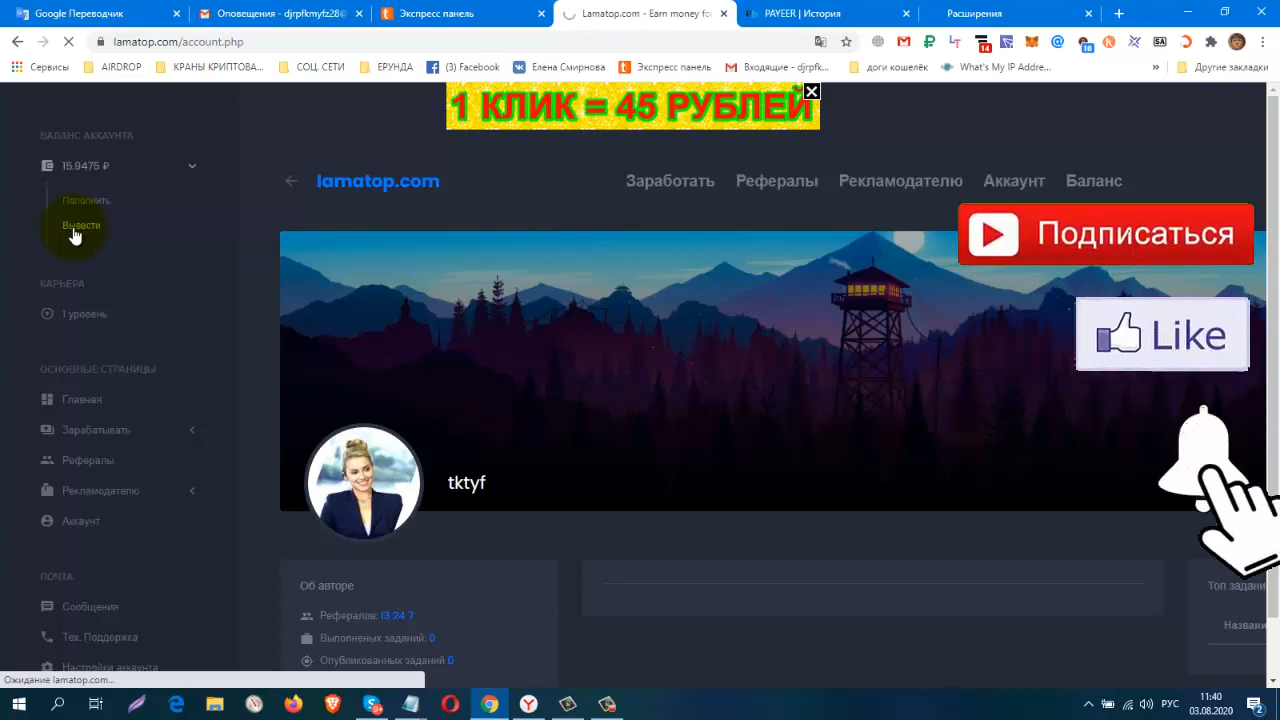 Google Переводчик
Оповещения - djrpfkmyfz28@
Экспресс панель
Lamatop.com - Earn money fo
PAYEER | История
Расширения
lamatop.com/account.php
14
10
SA
Сервисы
AIRDROP
КРАНЫ КРИПТОВА...
СОЦ. СЕТИ
ЕРУНДА
(3) Facebook
Елена Смирнова
Экспресс панель
Входящие - djrpfk...
доги кошелёк
What's My IP Addre...
»
Другие закладки
1 КЛИК = 45 РУБЛЕЙ
БАЛАНС АККАУНТА
15.9475 ₽
Пополнить
Вывести
КАРЬЕРА
1 уровень
ОСНОВНЫЕ СТРАНИЦЫ
Главная
Зарабатывать
Рефералы
Рекламодателю
Аккаунт
ПОЧТА
Сообщения
Тех. Поддержка
Настройки аккаунта
lamatop.com
Заработать
Рефералы
Рекламодателю
Аккаунт
Баланс
Подписаться
Like
tktyf
Об авторе
Рефералов: 13 24 7
Выполненых заданий: 0
Опубликованных заданий 0
Топ задани
Названи
Ожидание lamatop.com...
РУС
11:40
03.08.2020
2